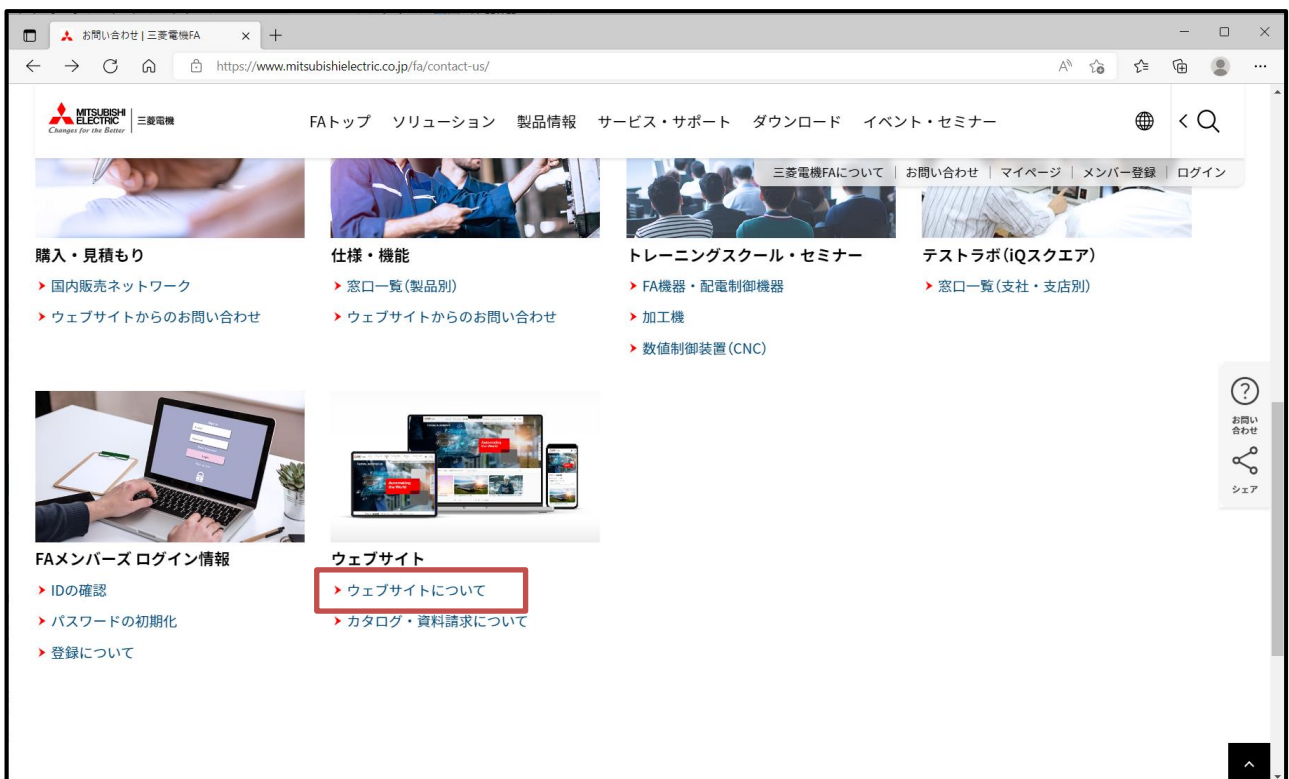 お問い合わせ | 三菱電機FA
https://www.mitsubishielectric.co.jp/fa/contact-us/
MITSUBISHI
ELECTRIC
Changes for the Better
三菱電機
FAトップ ソリューション 製品情報 サービス・サポート ダウンロード イベント・セミナー
三菱電機FAについて | お問い合わせ | マイページ | メンバー登録 | ログイン
購入・見積もり
国内販売ネットワーク
ウェブサイトからのお問い合わせ
仕様・機能
窓口一覧(製品別)
ウェブサイトからのお問い合わせ
トレーニングスクール・セミナー
FA機器・配電制御機器
加工機
数値制御装置(CNC)
テストラボ(iQスクエア)
窓口一覧(支社・支店別)
お問い
合わせ
シェア
FAメンバーズ ログイン情報
IDの確認
パスワードの初期化
登録について
Automating
the World
ウェブサイト
ウェブサイトについて
カタログ・資料請求について